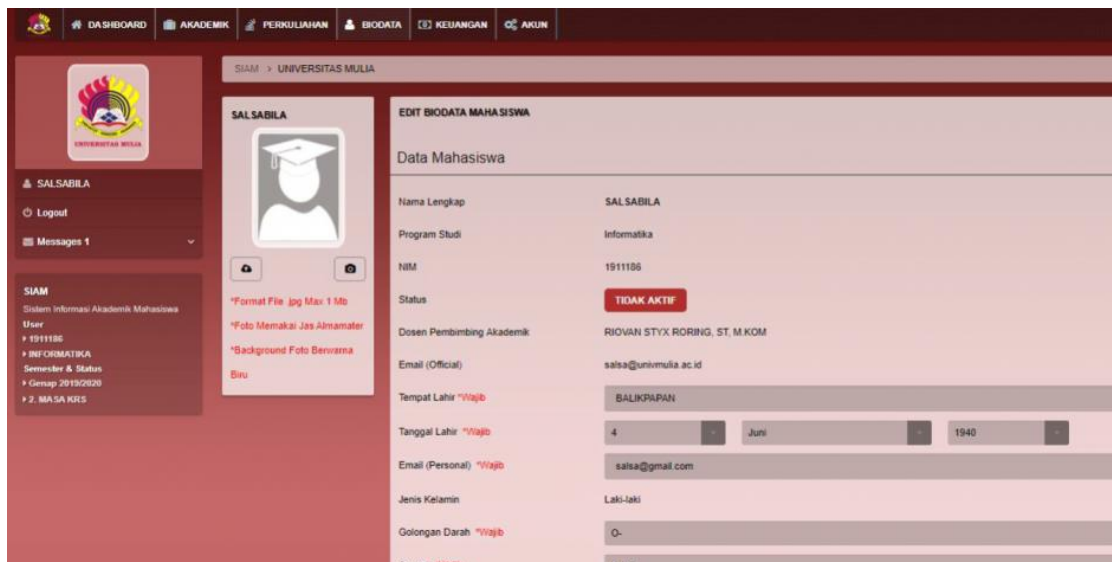 DASHBOARD
AKADEMIK
PERKULIAHAN
BIODATA
KEUANGAN
AKUN
UNIVERSITAS MULIA
SALSABILA
Logout
Messages 1
SIAM
Sistem Informasi Akademik Mahasiswa
User
1911186
INFORMATIKA
Semester & Status
Genap 2019/2020
2. MASA KRS
SIAM > UNIVERSITAS MULIA
SALSABILA
*Format File .jpg Max 1 Mb
*Foto Memakai Jas Almamater
*Background Foto Berwarna
Biru
EDIT BIODATA MAHASISWA
Data Mahasiswa
Nama Lengkap SALSABILA
Program Studi Informatika
NIM 1911186
Status TIDAK AKTIF
Dosen Pembimbing Akademik RIOVAN STYX RORING, ST, M.KOM
Email (Official) salsa@univmulia.ac.id
Tempat Lahir *Wajib BALIKPAPAN
Tanggal Lahir *Wajib 4 Juni 1940
Email (Personal) *Wajib salsa@gmail.com
Jenis Kelamin Laki-laki
Golongan Darah *Wajib O-